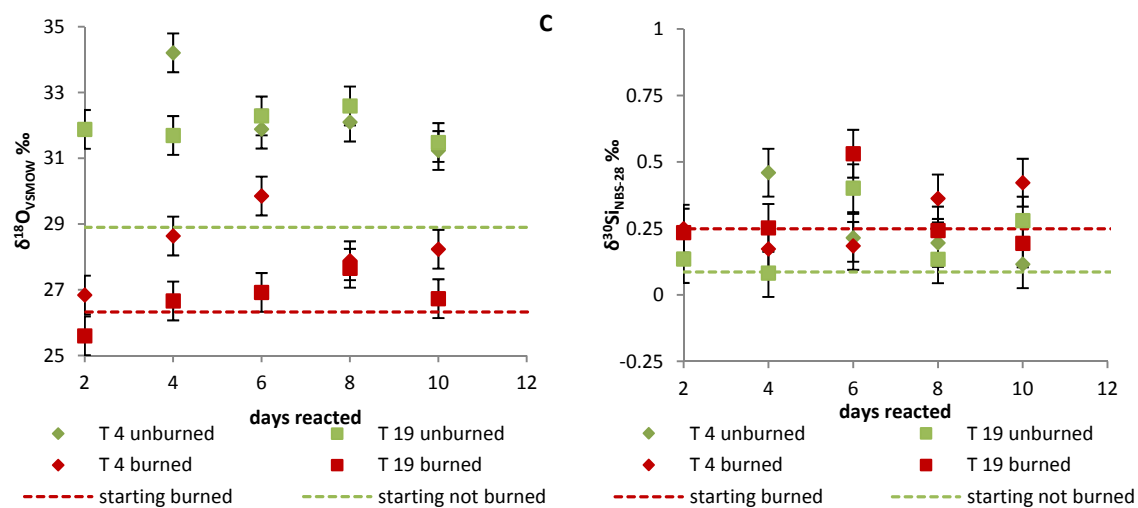 35
33
31
29
27
25
δ¹⁸O_VSMOW ‰
2 4 6 8 10 12
days reacted
T 4 unburned T 19 unburned
T 4 burned T 19 burned
starting burned starting not burned
C
1
0.75
0.5
0.25
0
-0.25
δ³⁰Si_NBS-28 ‰
2 4 6 8 10 12
days reacted
T 4 unburned T 19 unburned
T 4 burned T 19 burned
starting burned starting not burned